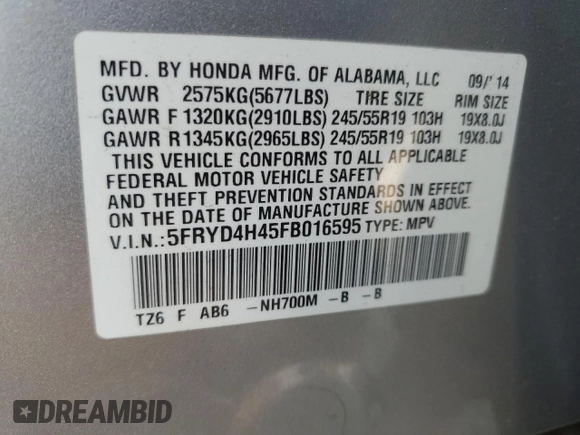 MFD. BY HONDA MFG. OF ALABAMA, LLC 09/'14
GVWR 2575KG(5677LBS) TIRE SIZE RIM SIZE
GAWR F 1320KG(2910LBS) 245/55R19 103H 19X8.0J
GAWR R1345KG(2965LBS) 245/55R19 103H 19X8.0J
THIS VEHICLE CONFORMS TO ALL APPLICABLE
FEDERAL MOTOR VEHICLE SAFETY
AND THEFT PREVENTION STANDARDS IN EFFECT
ON THE DATE OF MANUFACTURE SHOWN ABOVE.
V.I.N.:5FRYD4H45FB016595 TYPE: MPV
TZ6 F AB6 -NH700M -B -B
DREAMBID